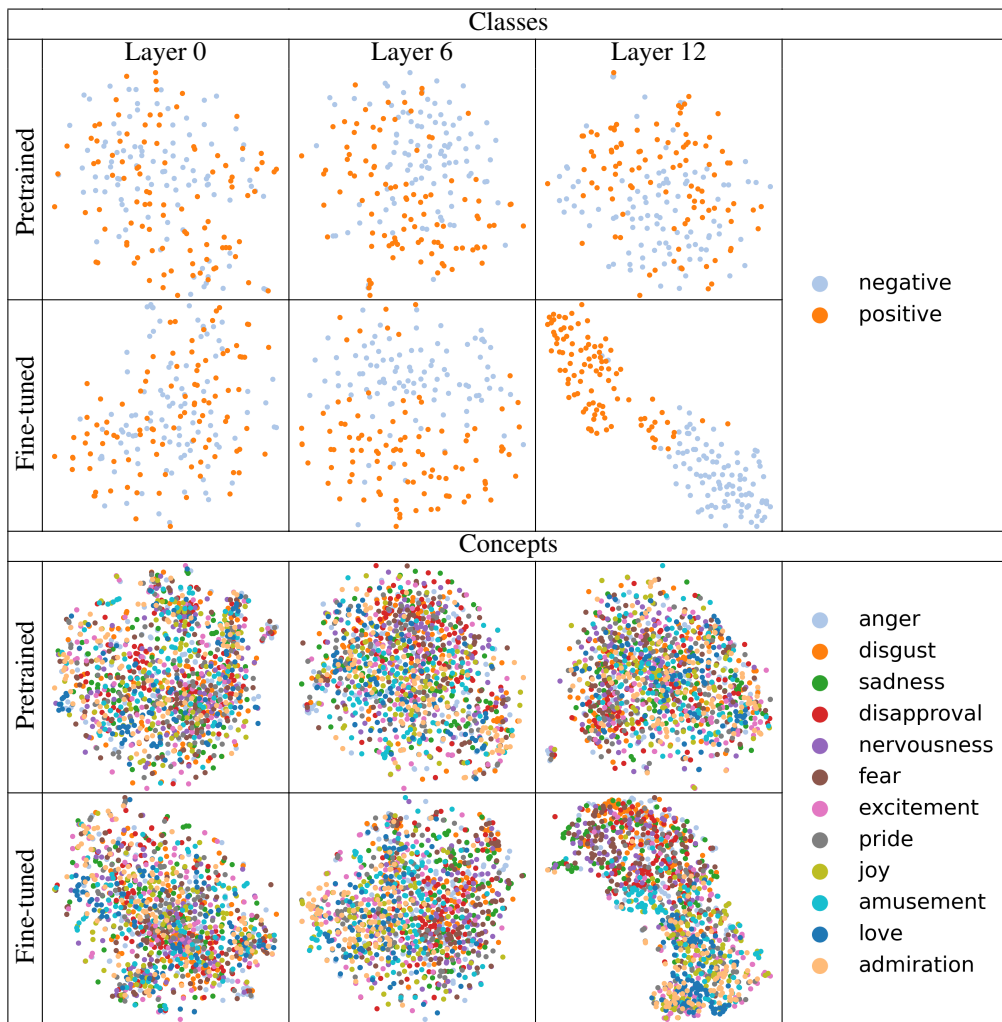 Classes
Layer 0
Layer 6
Layer 12
Pretrained
Fine-tuned
negative
positive
Concepts
Pretrained
Fine-tuned
anger
disgust
sadness
disapproval
nervousness
fear
excitement
pride
joy
amusement
love
admiration